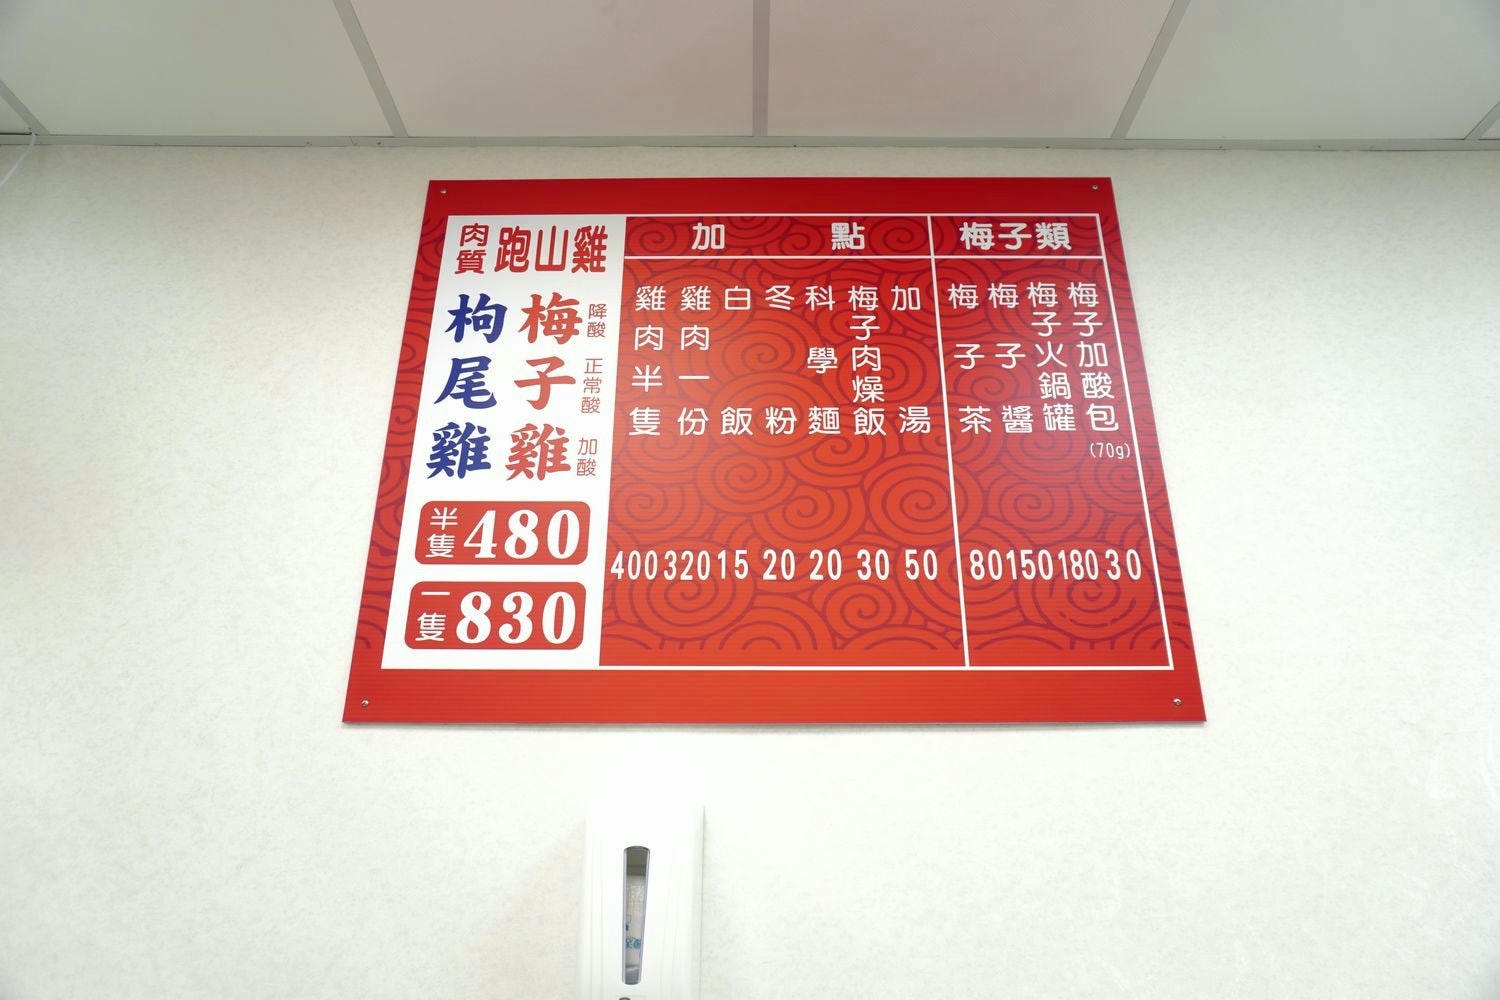 肉質 跑山雞
枸尾雞
梅子雞
降酸
正常酸
加酸
半隻 480
一隻 830
加點
雞肉半隻 400
雞肉一份 320
白飯 15
冬粉 20
科學麵 20
梅子肉燥飯 30
加湯 50
梅子類
梅子茶 80
梅子醬 150
梅子火鍋罐 180
梅子加酸包 (70g) 30